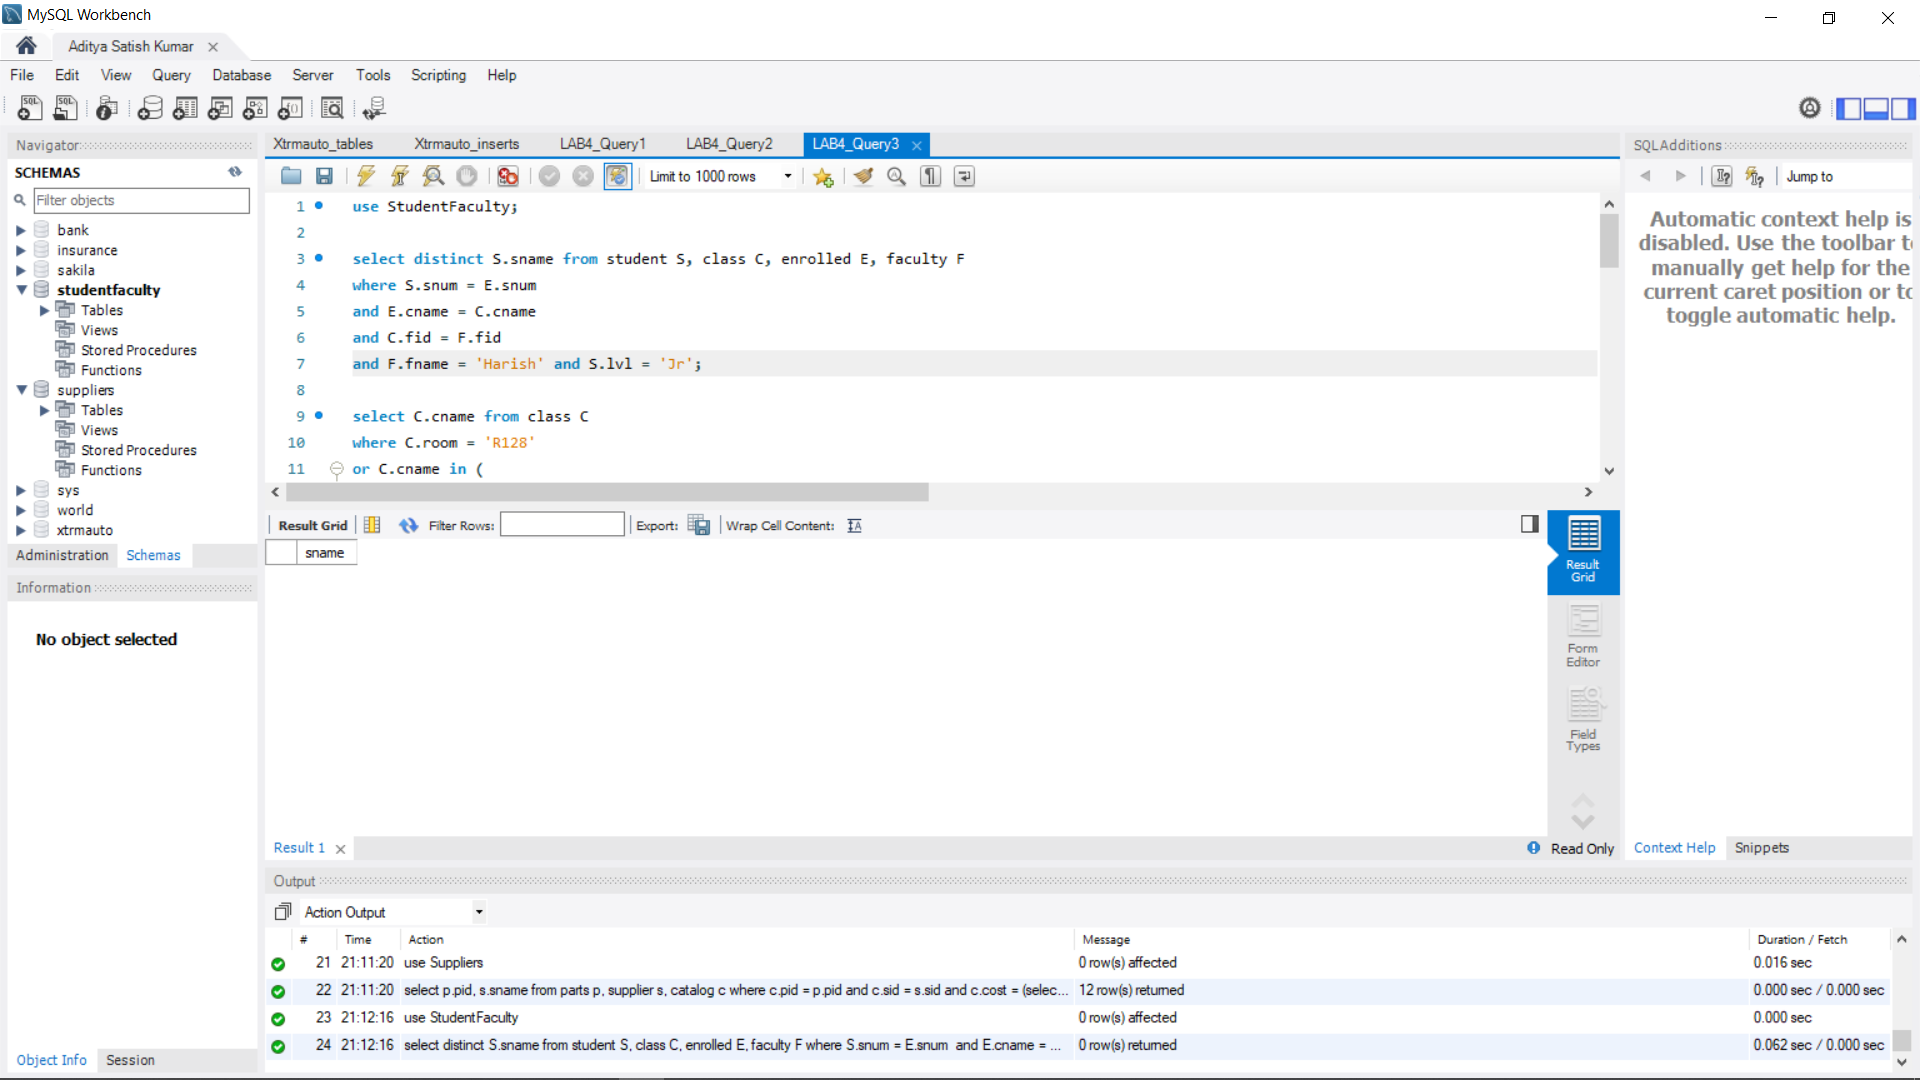 MySQL Workbench
Aditya Satish Kumar
File Edit View Query Database Server Tools Scripting Help
Navigator
SCHEMAS
Filter objects
bank
insurance
sakila
studentfaculty
Tables
Views
Stored Procedures
Functions
suppliers
Tables
Views
Stored Procedures
Functions
sys
world
xtrmauto
Administration Schemas
Information
No object selected
Object Info Session
Xtrmauto_tables Xtrmauto_inserts LAB4_Query1 LAB4_Query2 LAB4_Query3
Limit to 1000 rows
1 use StudentFaculty;
2
3 select distinct S.sname from student S, class C, enrolled E, faculty F
4 where S.snum = E.snum
5 and E.cname = C.cname
6 and C.fid = F.fid
7 and F.fname = 'Harish' and S.lvl = 'Jr';
8
9 select C.cname from class C
10 where C.room = 'R128'
11 or C.cname in (
Result Grid Filter Rows: Export: Wrap Cell Content:
sname
Result Grid
Form Editor
Field Types
Result 1 Read Only
SQLAdditions
Jump to
Automatic context help is
disabled. Use the toolbar t
manually get help for the
current caret position or to
toggle automatic help.
Context Help Snippets
Output
Action Output
# Time Action Message Duration / Fetch
21 21:11:20 use Suppliers 0 row(s) affected 0.016 sec
22 21:11:20 select p.pid, s.sname from parts p, supplier s, catalog c where c.pid = p.pid and c.sid = s.sid and c.cost = (selec... 12 row(s) returned 0.000 sec / 0.000 sec
23 21:12:16 use StudentFaculty 0 row(s) affected 0.000 sec
24 21:12:16 select distinct S.sname from student S, class C, enrolled E, faculty F where S.snum = E.snum and E.cname = ... 0 row(s) returned 0.062 sec / 0.000 sec